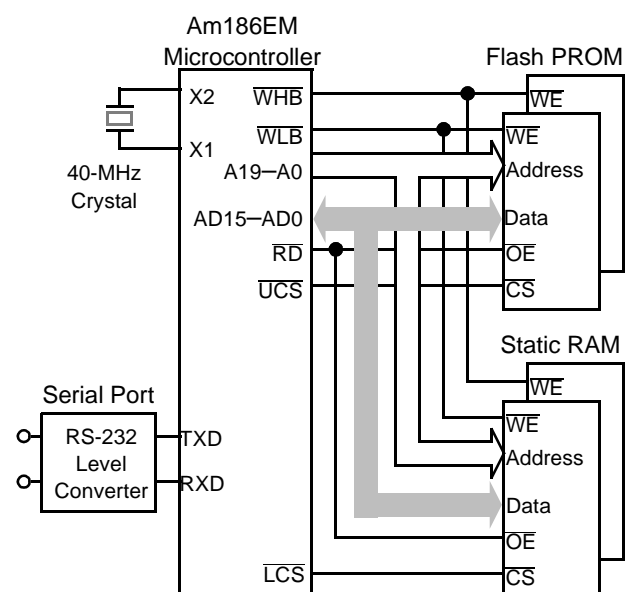 Am186EM
Microcontroller
Flash PROM
X2
WHB
WE
X1
WLB
WE
40-MHz
Crystal
A19–A0
Address
AD15–AD0
Data
RD
OE
UCS
CS
Static RAM
Serial Port
WE
RS-232
Level
Converter
TXD
RXD
WE
Address
Data
OE
LCS
CS